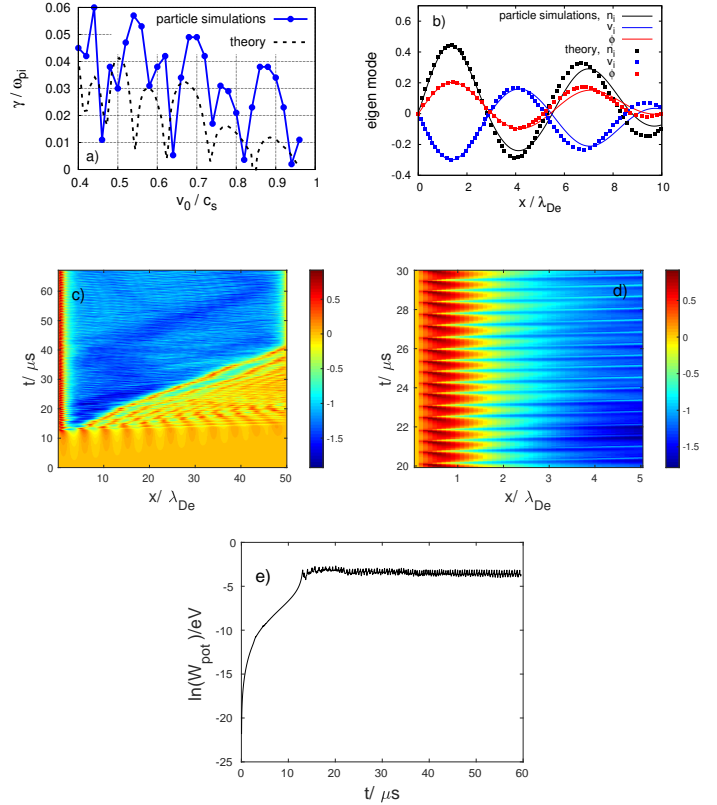 0.06
0.05
0.04
0.03
0.02
0.01
0
γ / ω_pi
particle simulations
theory
a)
0.4 0.5 0.6 0.7 0.8 0.9 1
v_0 / c_s
b)
particle simulations, n_i
v_i
ϕ
theory, n_i
v_i
ϕ
0.6
0.4
0.2
0.0
-0.2
-0.4
eigen mode
0 2 4 6 8 10
x / λ_De
c)
60
50
40
30
20
10
0
t/ μs
10 20 30 40 50
x/ λ_De
0.5
0
-0.5
-1
-1.5
d)
30
28
26
24
22
20
t/ μs
1 2 3 4 5
x/ λ_De
0.5
0
-0.5
-1
-1.5
e)
0
-5
-10
-15
-20
-25
ln(W_pot)/eV
0 10 20 30 40 50 60
t/ μs